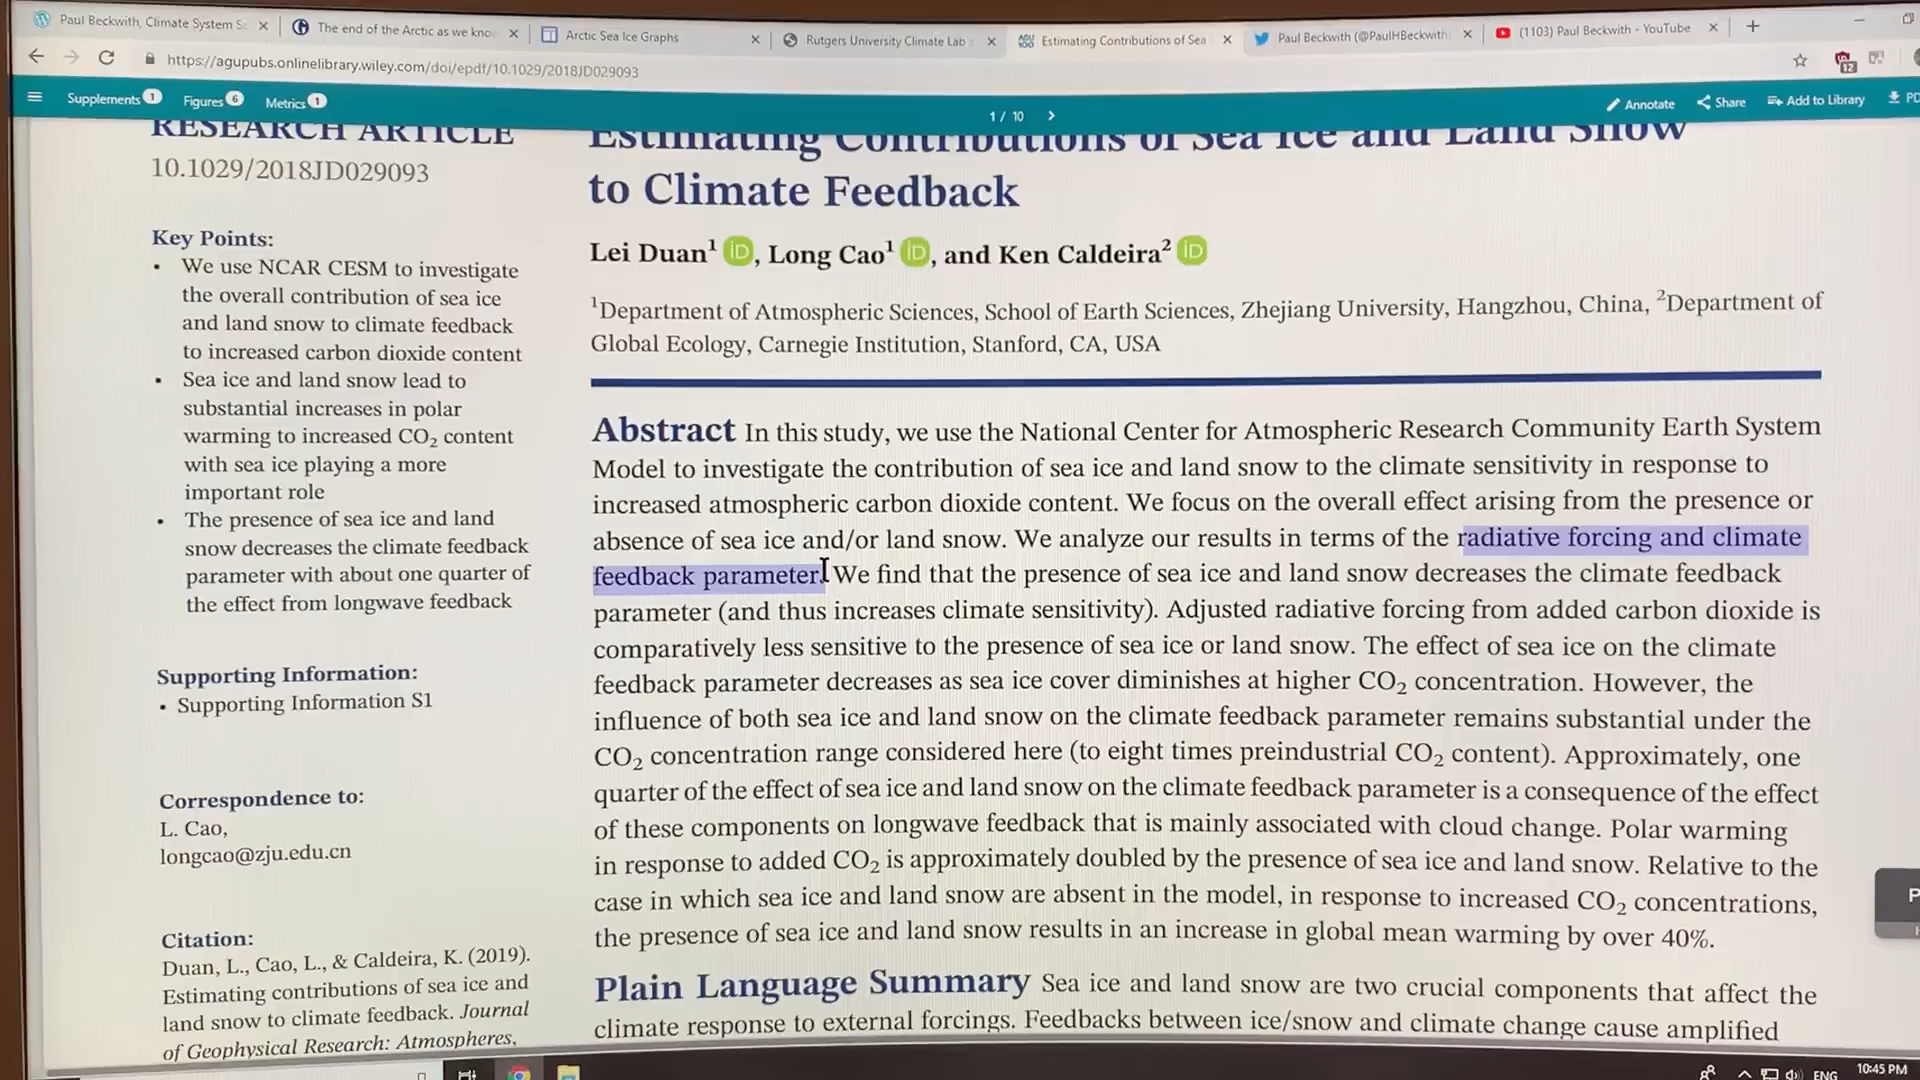 Paul Beckwith, Climate System S
The end of the Arctic as we kno
Arctic Sea Ice Graphs
Rutgers University Climate Lab
Estimating Contributions of Sea
Paul Beckwith (@PaulHBeckwith
(1103) Paul Beckwith - YouTube
https://agupubs.onlinelibrary.wiley.com/doi/epdf/10.1029/2018JD029093
12
Supplements 1
Figures 6
Metrics 1
1 / 10
Annotate
Share
Add to Library
PD
RESEARCH ARTICLE
10.1029/2018JD029093
Key Points:
• We use NCAR CESM to investigate
the overall contribution of sea ice
and land snow to climate feedback
to increased carbon dioxide content
• Sea ice and land snow lead to
substantial increases in polar
warming to increased CO₂ content
with sea ice playing a more
important role
• The presence of sea ice and land
snow decreases the climate feedback
parameter with about one quarter of
the effect from longwave feedback
Supporting Information:
• Supporting Information S1
Correspondence to:
L. Cao,
longcao@zju.edu.cn
Citation:
Duan, L., Cao, L., & Caldeira, K. (2019).
Estimating contributions of sea ice and
land snow to climate feedback. Journal
of Geophysical Research: Atmospheres,
Estimating Contributions of Sea Ice and Land Snow
to Climate Feedback
Lei Duan¹ iD, Long Cao¹ iD, and Ken Caldeira² iD
¹Department of Atmospheric Sciences, School of Earth Sciences, Zhejiang University, Hangzhou, China, ²Department of
Global Ecology, Carnegie Institution, Stanford, CA, USA
Abstract In this study, we use the National Center for Atmospheric Research Community Earth System
Model to investigate the contribution of sea ice and land snow to the climate sensitivity in response to
increased atmospheric carbon dioxide content. We focus on the overall effect arising from the presence or
absence of sea ice and/or land snow. We analyze our results in terms of the radiative forcing and climate
feedback parameter. We find that the presence of sea ice and land snow decreases the climate feedback
parameter (and thus increases climate sensitivity). Adjusted radiative forcing from added carbon dioxide is
comparatively less sensitive to the presence of sea ice or land snow. The effect of sea ice on the climate
feedback parameter decreases as sea ice cover diminishes at higher CO₂ concentration. However, the
influence of both sea ice and land snow on the climate feedback parameter remains substantial under the
CO₂ concentration range considered here (to eight times preindustrial CO₂ content). Approximately, one
quarter of the effect of sea ice and land snow on the climate feedback parameter is a consequence of the effect
of these components on longwave feedback that is mainly associated with cloud change. Polar warming
in response to added CO₂ is approximately doubled by the presence of sea ice and land snow. Relative to the
case in which sea ice and land snow are absent in the model, in response to increased CO₂ concentrations,
the presence of sea ice and land snow results in an increase in global mean warming by over 40%.
Plain Language Summary Sea ice and land snow are two crucial components that affect the
climate response to external forcings. Feedbacks between ice/snow and climate change cause amplified
P
ENG
10:45 PM